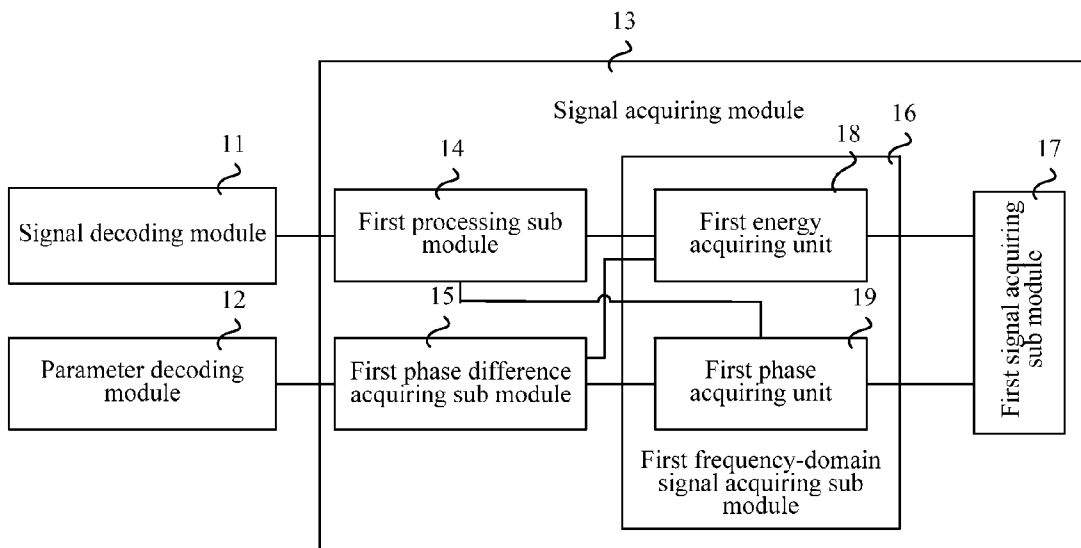 13
Signal acquiring module
11
14
18
16
17
Signal decoding module
First processing sub
module
First energy
acquiring unit
First signal acquiring
sub module
12
15
19
Parameter decoding
module
First phase difference
acquiring sub module
First phase
acquiring unit
First frequency-domain
signal acquiring sub
module